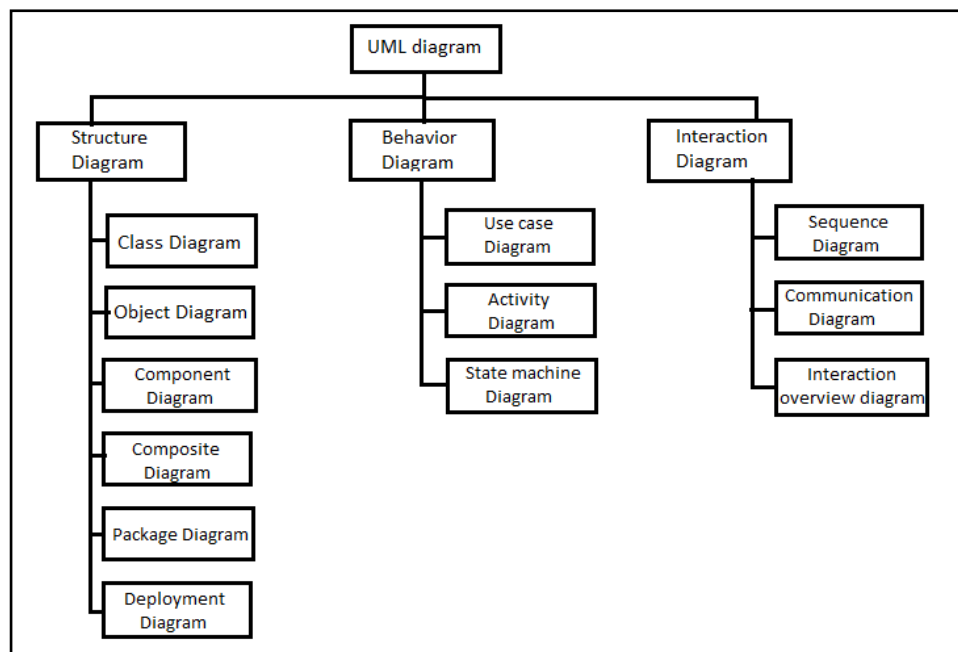 UML diagram
Structure
Diagram
Behavior
Diagram
Interaction
Diagram
Class Diagram
Object Diagram
Component
Diagram
Composite
Diagram
Package Diagram
Deployment
Diagram
Use case
Diagram
Activity
Diagram
State machine
Diagram
Sequence
Diagram
Communication
Diagram
Interaction
overview diagram